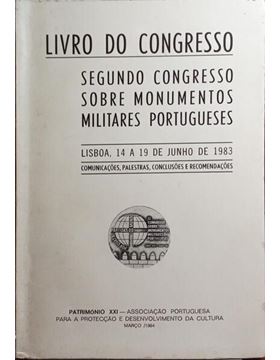 LIVRO DO CONGRESSO
SEGUNDO CONGRESSO
SOBRE MONUMENTOS
MILITARES PORTUGUESES
LISBOA, 14 A 19 DE JUNHO DE 1983
COMUNICAÇÕES, PALESTRAS, CONCLUSÕES E RECOMENDAÇÕES
PATRIMONIO XXI — ASSOCIAÇÃO PORTUGUESA
PARA A PROTECÇÃO E DESENVOLVIMENTO DA CULTURA
MARÇO /1984